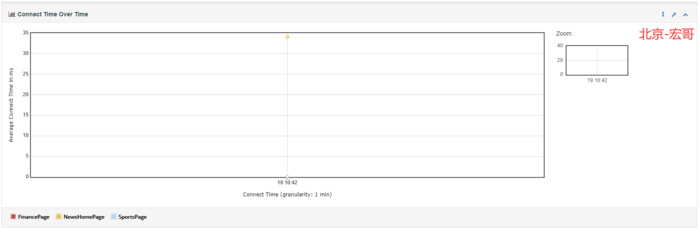 Connect Time Over Time
Zoom :
北京-宏哥
35
30
25
20
15
10
5
0
Average Connect Time in ms
19 10:42
Connect Time (granularity: 1 min)
40
20
0
19 10:42
FinancePage NewsHomePage SportsPage